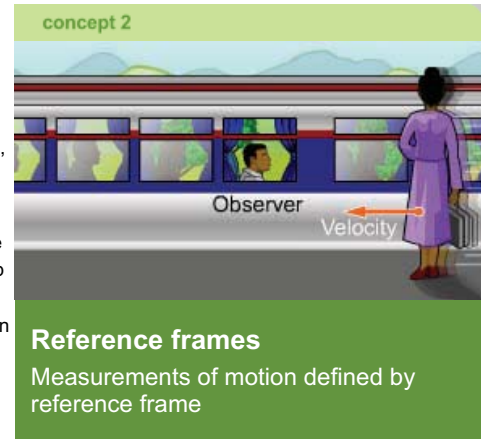 concept 2
Observer
Velocity
Reference frames
Measurements of motion defined by
reference frame